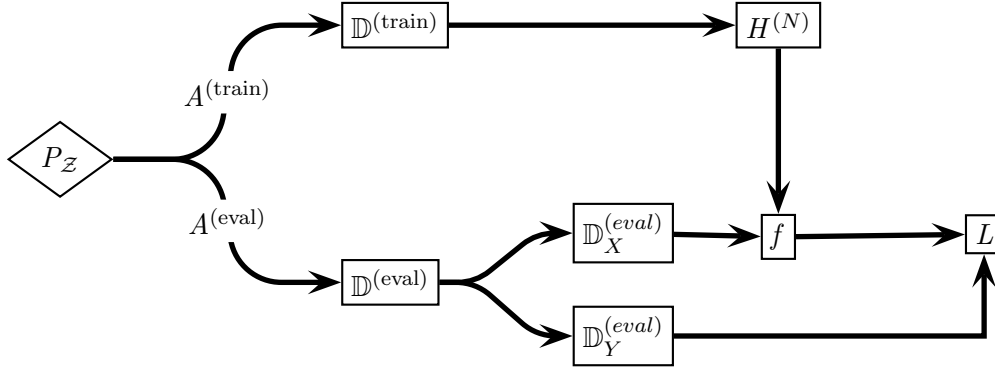 𝔻^(train)
H^(N)
A^(train)
P_𝒵
A^(eval)
𝔻_X^(eval)
f
L
𝔻^(eval)
𝔻_Y^(eval)